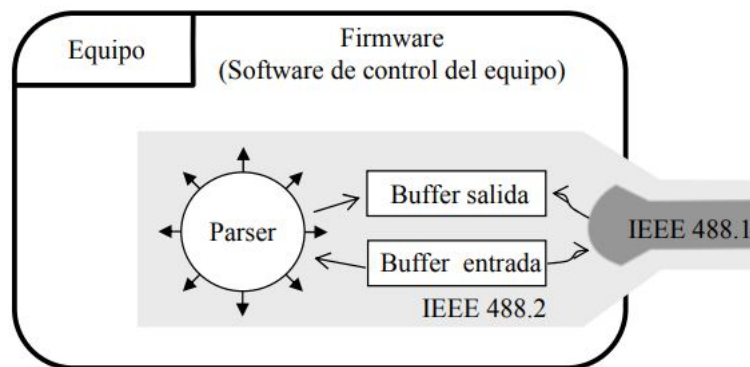 Equipo
Firmware
(Software de control del equipo)
Parser
Buffer salida
Buffer entrada
IEEE 488.1
IEEE 488.2